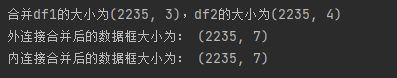 合并df1的大小为(2235, 3)，df2的大小为(2235, 4)
外连接合并后的数据框大小为： (2235, 7)
内连接合并后的数据框大小为： (2235, 7)